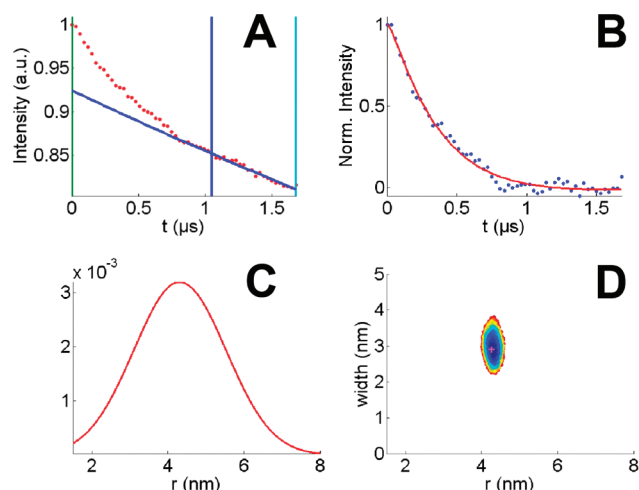 A
1
0.95
0.9
0.85
Intensity (a.u.)
0 0.5 1 1.5
t (µs)
B
1
0.5
0
Norm. Intensity
0 0.5 1 1.5
t (µs)
C
x 10⁻³
3
2
1
2 4 6 8
r (nm)
D
5
4
3
2
1
0
width (nm)
2 4 6 8
r (nm)